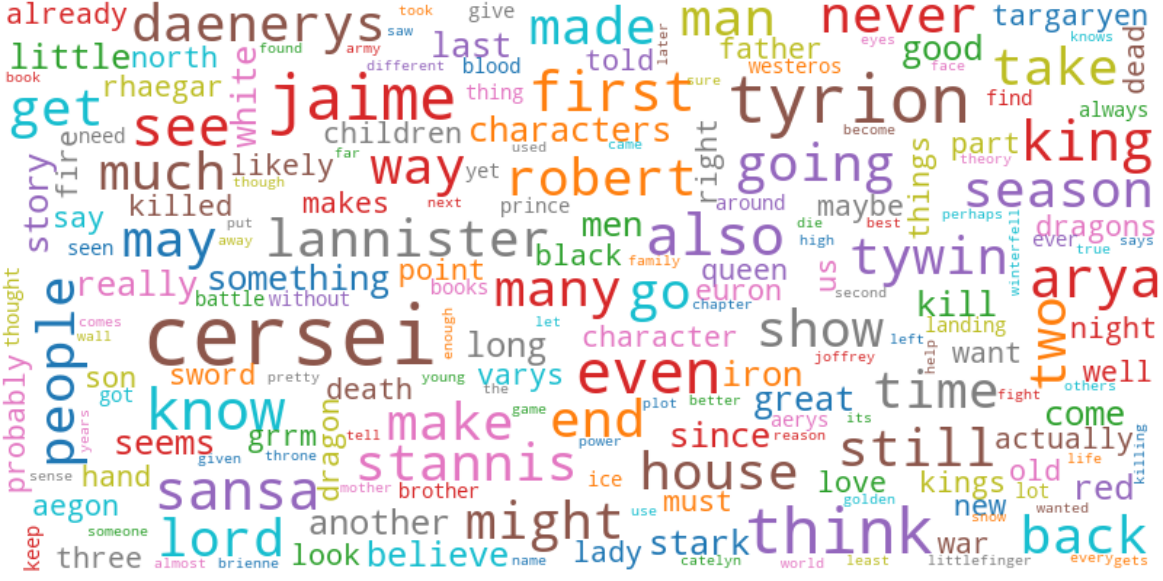 already
daenerys
took
saw
give
made
man
never
targaryen
knows
little
north
found
army
last
told
later
father
eyes
good
face
take
dead
book
rhaegar
white
different
blood
westeros
sure
get
see
jaime
thing
first
tyrion
find
always
need
children
characters
become
king
fire
used
came
right
part
theory
story
much
likely
far
way
yet
robert
going
things
season
though
killed
makes
next
prince
around
maybe
say
put
men
die
best
perhaps
dragons
seen
may
away
lannister
black
also
high
tywin
winterfell
ever
says
true
really
something
point
family
queen
us
arya
thought
people
battle
without
books
many
go
euron
chapter
second
kill
comes
wall
cersei
enough
let
long
character
show
left
landing
two
night
joffrey
help
want
probably
son
got
sword
pretty
death
young
the
varys
even
iron
time
fight
well
others
know
years
game
plot
better
great
come
seems
grrm
dragon
tell
make
end
since
aerys
its
reason
still
actually
given
throne
power
killing
life
sense
hand
stannis
ice
house
love
kings
old
lot
red
sansa
mother
brother
must
golden
new
wanted
aegon
use
snow
someone
lord
another
might
think
back
keep
three
almost
brienne
look
believe
name
lady
stark
catelyn
world
war
least
littlefinger
every
gets